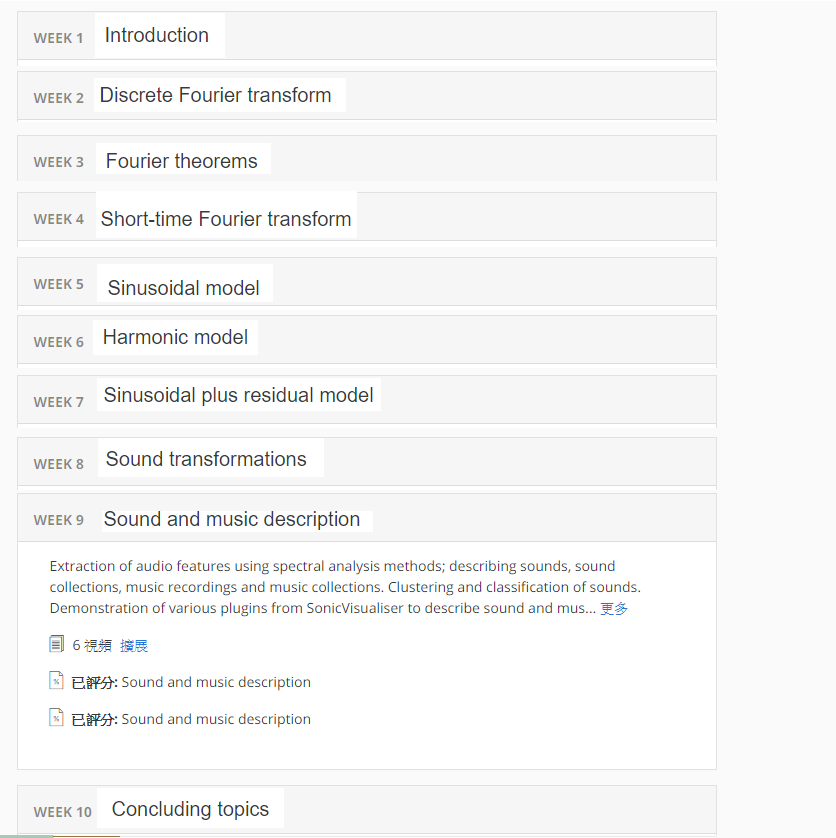 WEEK 1 Introduction
WEEK 2 Discrete Fourier transform
WEEK 3 Fourier theorems
WEEK 4 Short-time Fourier transform
WEEK 5 Sinusoidal model
WEEK 6 Harmonic model
WEEK 7 Sinusoidal plus residual model
WEEK 8 Sound transformations
WEEK 9 Sound and music description
Extraction of audio features using spectral analysis methods; describing sounds, sound
collections, music recordings and music collections. Clustering and classification of sounds.
Demonstration of various plugins from SonicVisualiser to describe sound and mus... 更多
6 視頻 擴展
已評分: Sound and music description
已評分: Sound and music description
WEEK 10 Concluding topics